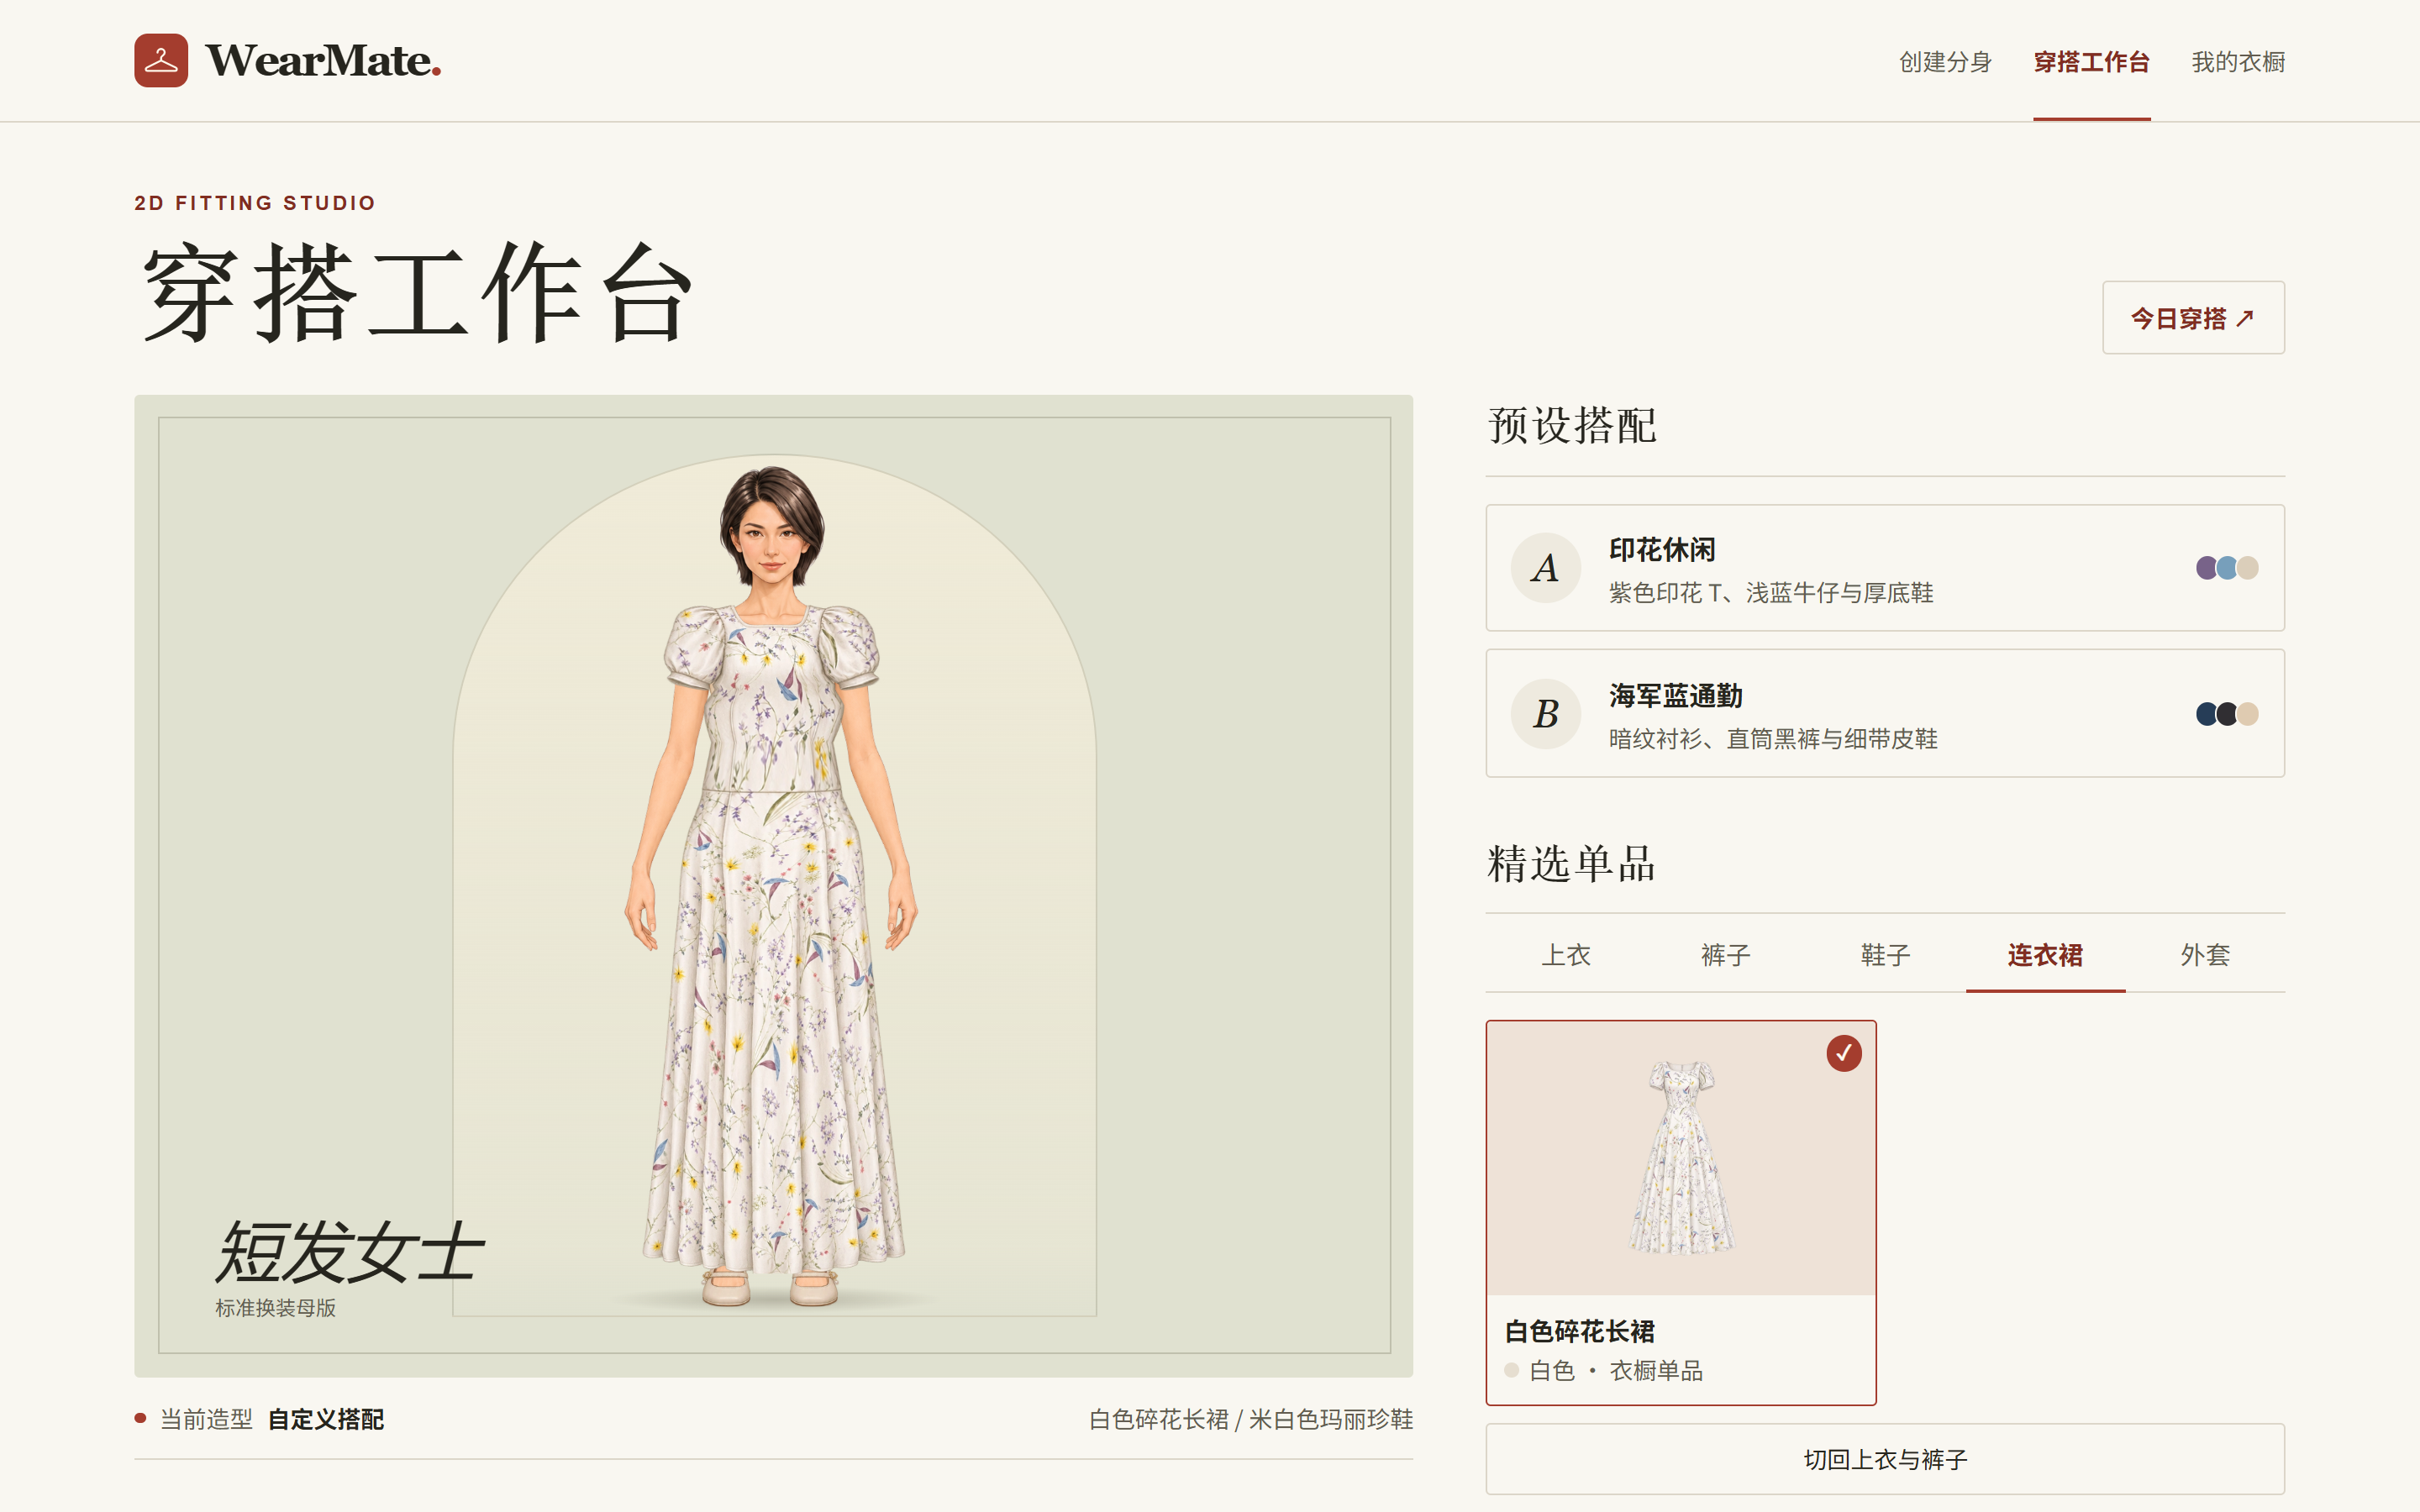 WearMate.
创建分身
穿搭工作台
我的衣橱
2D FITTING STUDIO
穿搭工作台
今日穿搭 ↗
短发女士
标准换装母版
当前造型 自定义搭配
白色碎花长裙 / 米白色玛丽珍鞋
预设搭配
A
印花休闲
紫色印花 T、浅蓝牛仔与厚底鞋
B
海军蓝通勤
暗纹衬衫、直筒黑裤与细带皮鞋
精选单品
上衣
裤子
鞋子
连衣裙
外套
白色碎花长裙
白色 · 衣橱单品
切回上衣与裤子